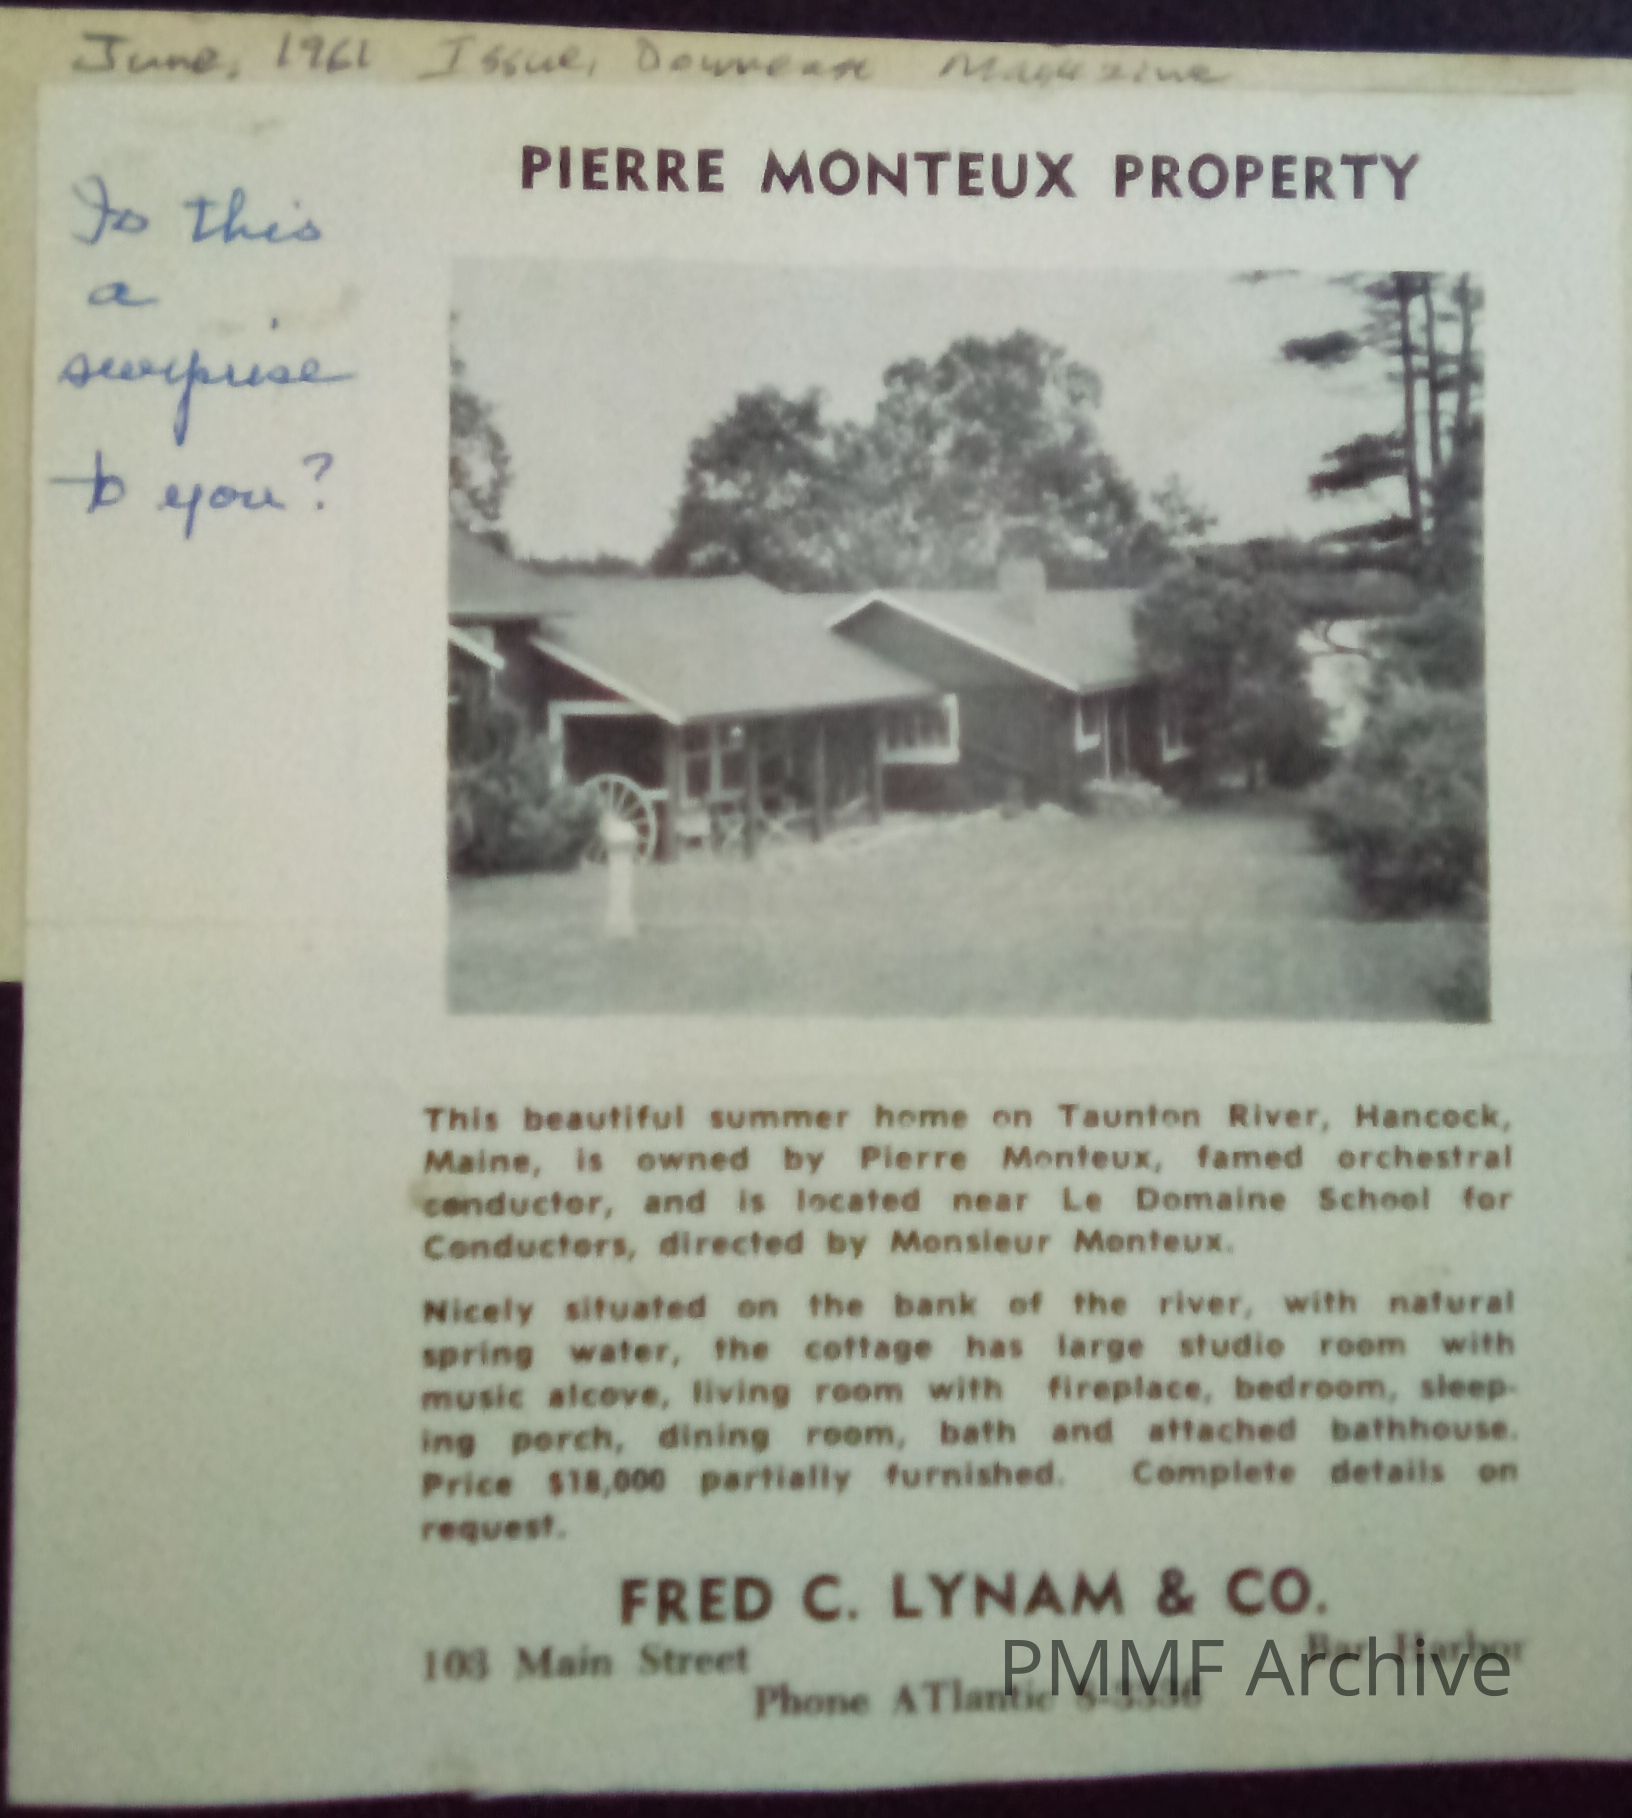 June, 1961 Issue, Downeast Magazine
Is this
a
surprise
to you?
PIERRE MONTEUX PROPERTY
This beautiful summer home on Taunton River, Hancock,
Maine, is owned by Pierre Monteux, famed orchestral
conductor, and is located near Le Domaine School for
Conductors, directed by Monsieur Monteux.
Nicely situated on the bank of the river, with natural
spring water, the cottage has large studio room with
music alcove, living room with fireplace, bedroom, sleep-
ing porch, dining room, bath and attached bathhouse.
Price $18,000 partially furnished. Complete details on
request.
FRED C. LYNAM & CO.
103 Main Street Bar Harbor
Phone ATlantic
PMMF Archive